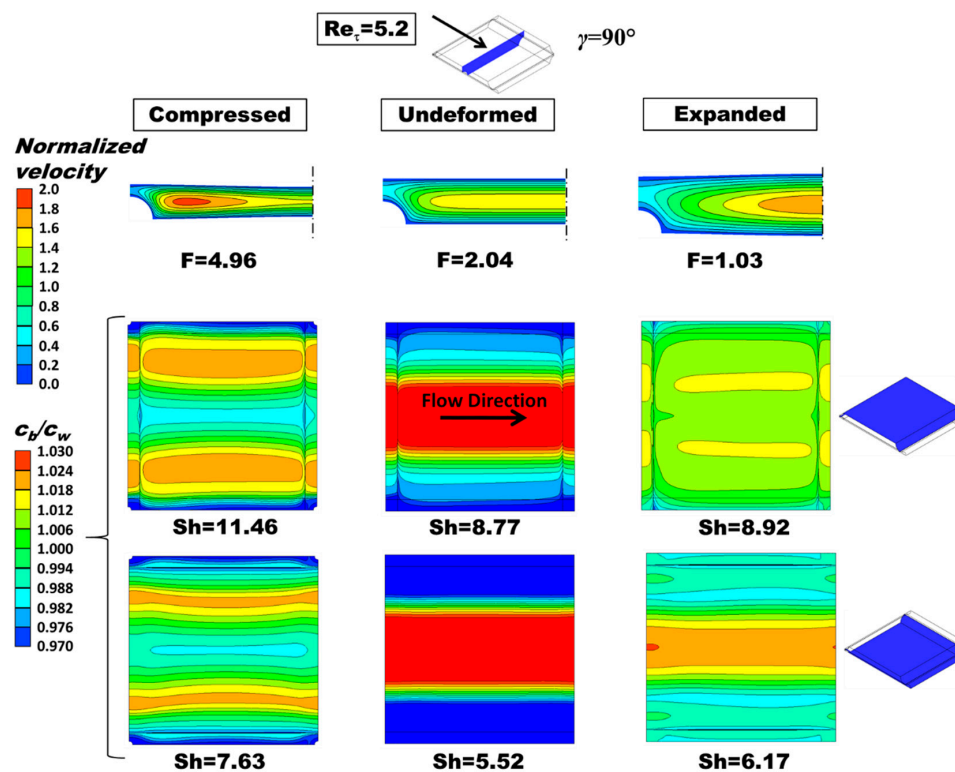 Reτ=5.2
γ=90°
Compressed
Undeformed
Expanded
Normalized
velocity
2.0
1.8
1.6
1.4
1.2
1.0
0.8
0.6
0.4
0.2
0.0
F=4.96
F=2.04
F=1.03
Flow Direction
cb/cw
1.030
1.024
1.018
1.012
1.006
1.000
0.994
0.988
0.982
0.976
0.970
Sh=11.46
Sh=8.77
Sh=8.92
Sh=7.63
Sh=5.52
Sh=6.17